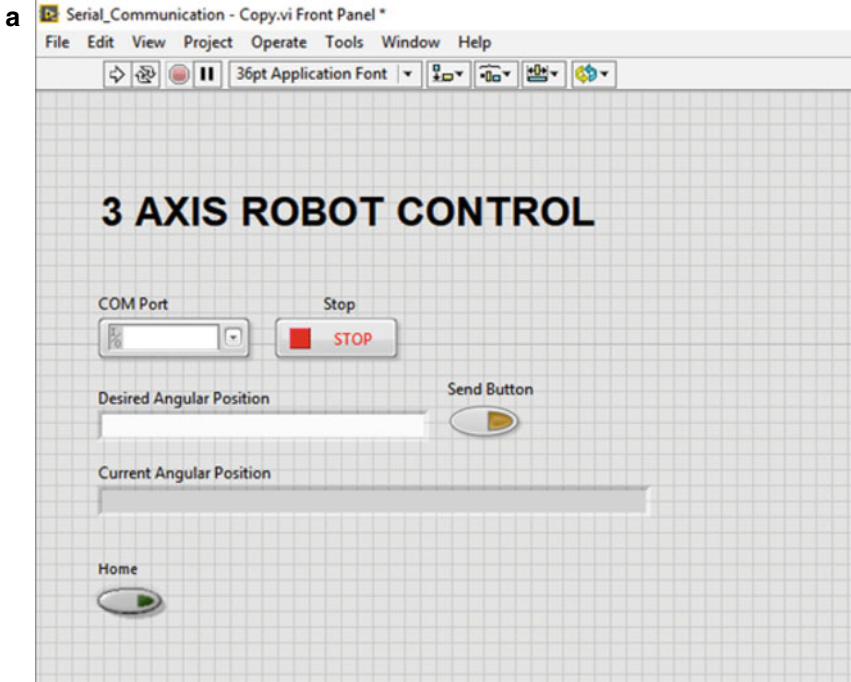 a
Serial_Communication - Copy.vi Front Panel *
File Edit View Project Operate Tools Window Help
36pt Application Font
3 AXIS ROBOT CONTROL
COM Port Stop
I/O STOP
Desired Angular Position Send Button
Current Angular Position
Home